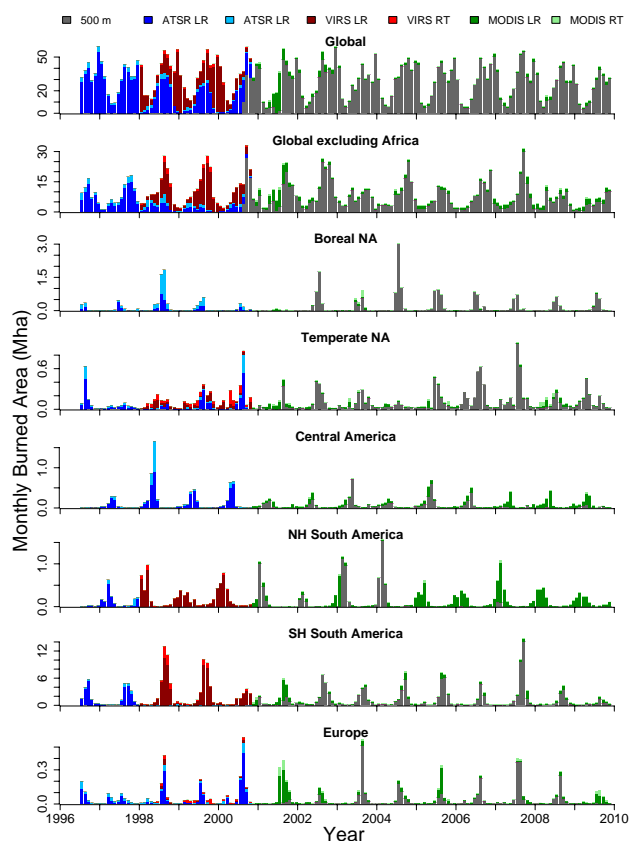 500 m ATSR LR ATSR LR VIRS LR VIRS RT MODIS LR MODIS RT
Global
0 10 30 50
Global excluding Africa
0 15 30
Boreal NA
0.0 1.5 3.0
Temperate NA
0.0 0.6
Central America
0.0 1.0
NH South America
0.0 1.0
SH South America
0 6 12
Europe
0.0 0.3
Monthly Burned Area (Mha)
1996 1998 2000 2002 2004 2006 2008 2010
Year